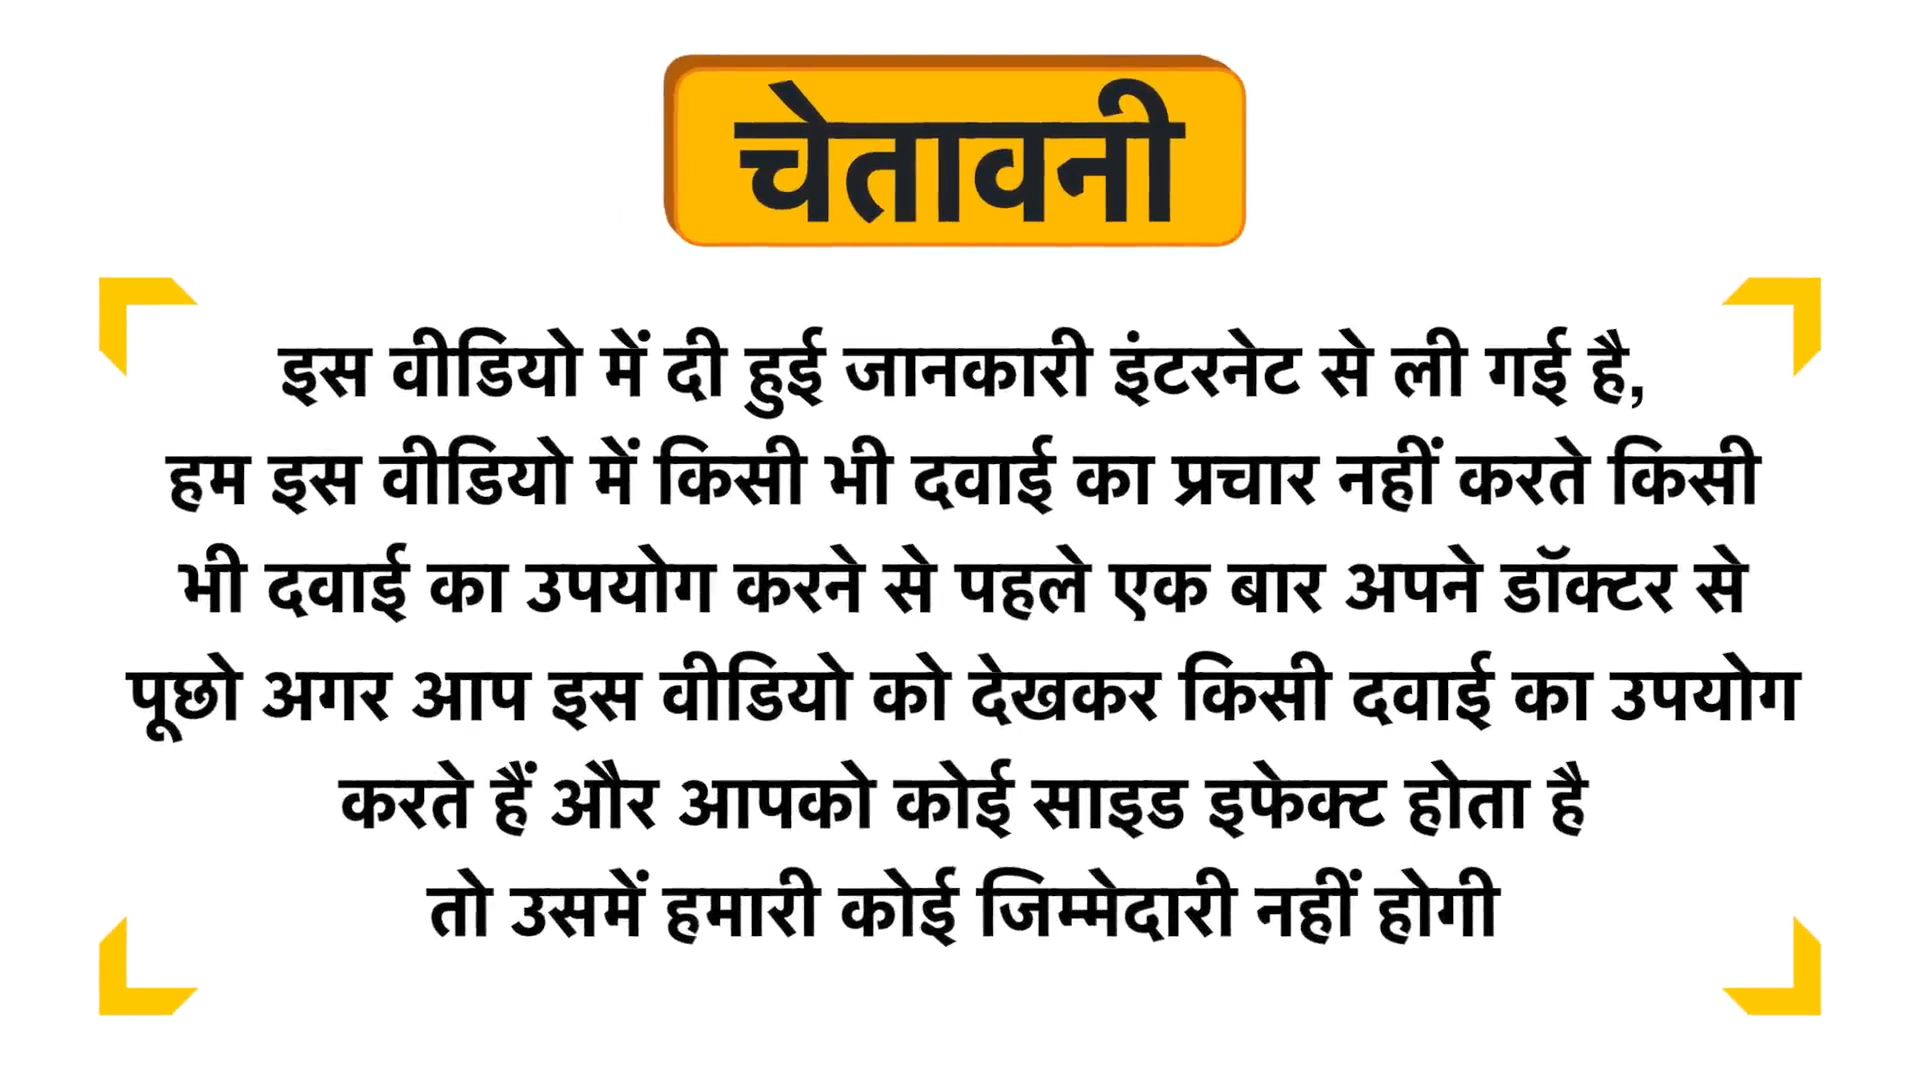 चेतावनी
इस वीडियो में दी हुई जानकारी इंटरनेट से ली गई है,
हम इस वीडियो में किसी भी दवाई का प्रचार नहीं करते किसी
भी दवाई का उपयोग करने से पहले एक बार अपने डॉक्टर से
पूछो अगर आप इस वीडियो को देखकर किसी दवाई का उपयोग
करते हैं और आपको कोई साइड इफेक्ट होता है
तो उसमें हमारी कोई जिम्मेदारी नहीं होगी